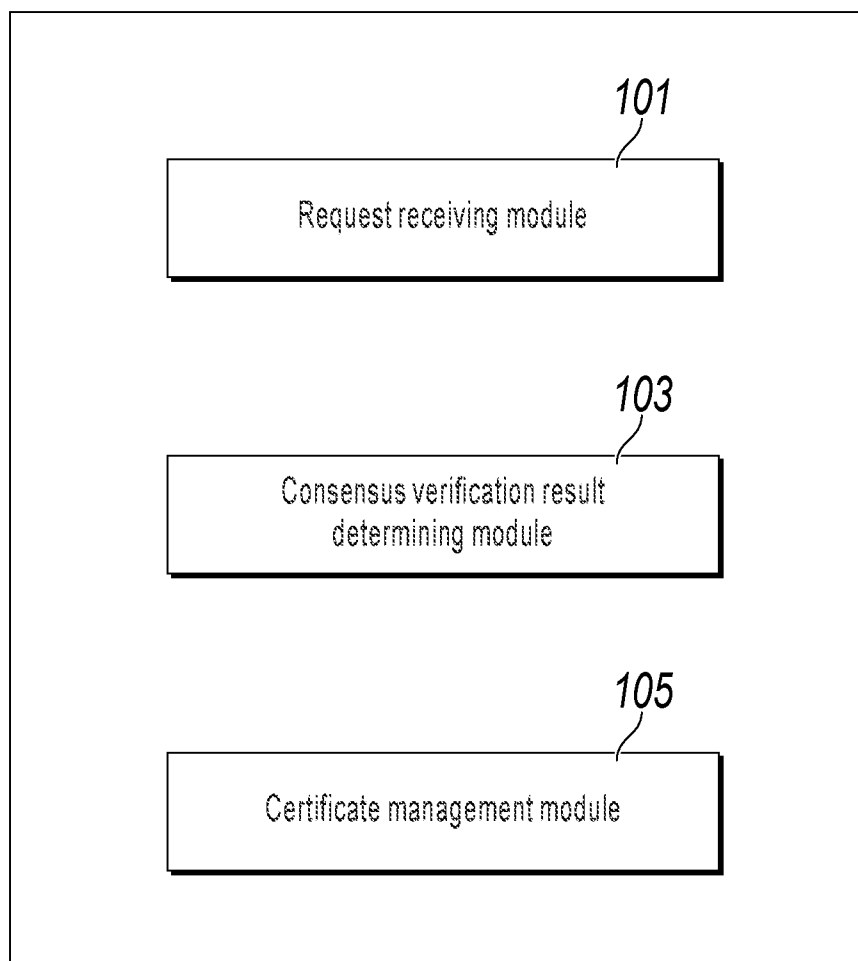 101
Request receiving module
103
Consensus verification result
determining module
105
Certificate management module